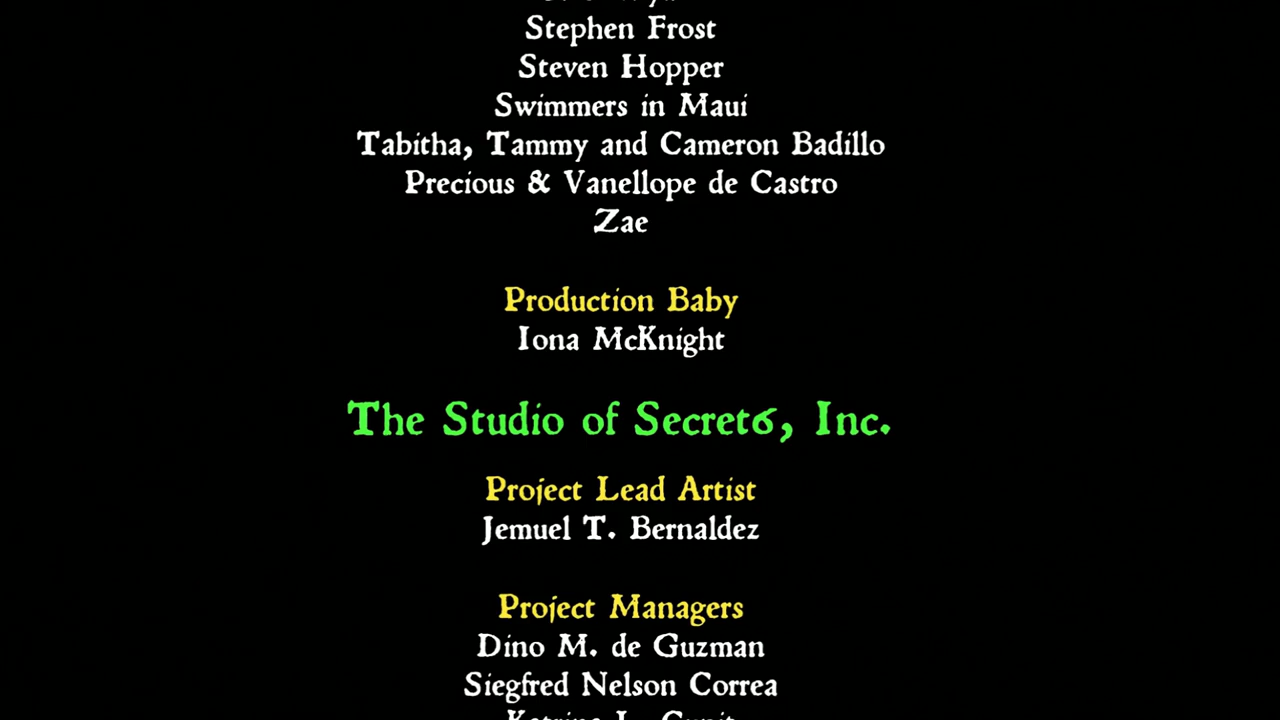 Stephen Frost
Steven Hopper
Swimmers in Maui
Tabitha, Tammy and Cameron Badillo
Precious & Vanellope de Castro
Zae
Production Baby
Iona McKnight
The Studio of Secret6, Inc.
Project Lead Artist
Jemuel T. Bernaldez
Project Managers
Dino M. de Guzman
Siegfred Nelson Correa